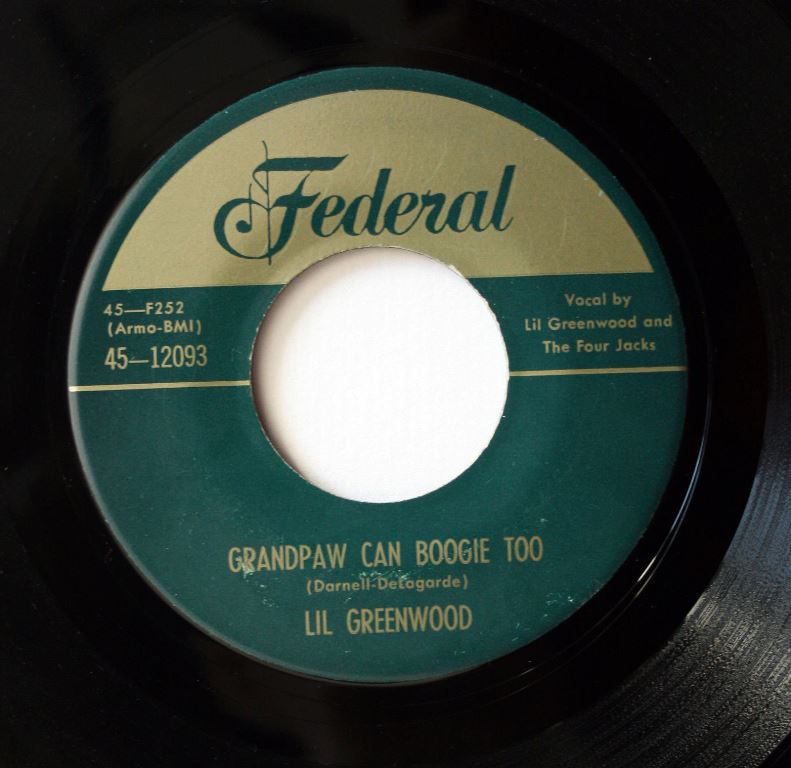 Federal
45—F252
(Armo-BMI)
45—12093
Vocal by
Lil Greenwood and
The Four Jacks
GRANDPAW CAN BOOGIE TOO
(Darnell-DeLagarde)
LIL GREENWOOD